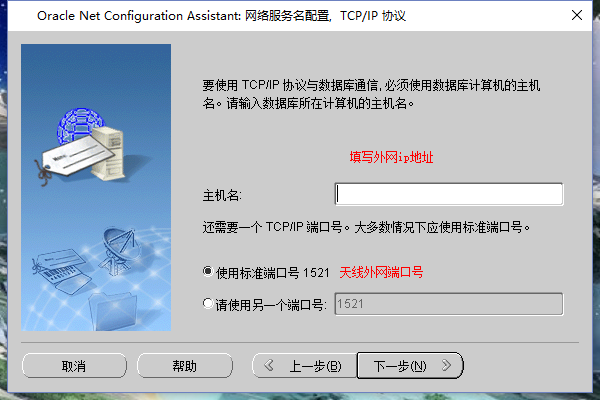 Oracle Net Configuration Assistant: 网络服务名配置, TCP/IP 协议
要使用 TCP/IP 协议与数据库通信, 必须使用数据库计算机的主机
名。请输入数据库所在计算机的主机名。
填写外网ip地址
主机名:
还需要一个 TCP/IP 端口号。大多数情况下应使用标准端口号。
使用标准端口号 1521 天线外网端口号
请使用另一个端口号: 1521
取消 帮助 上一步(B) 下一步(N)